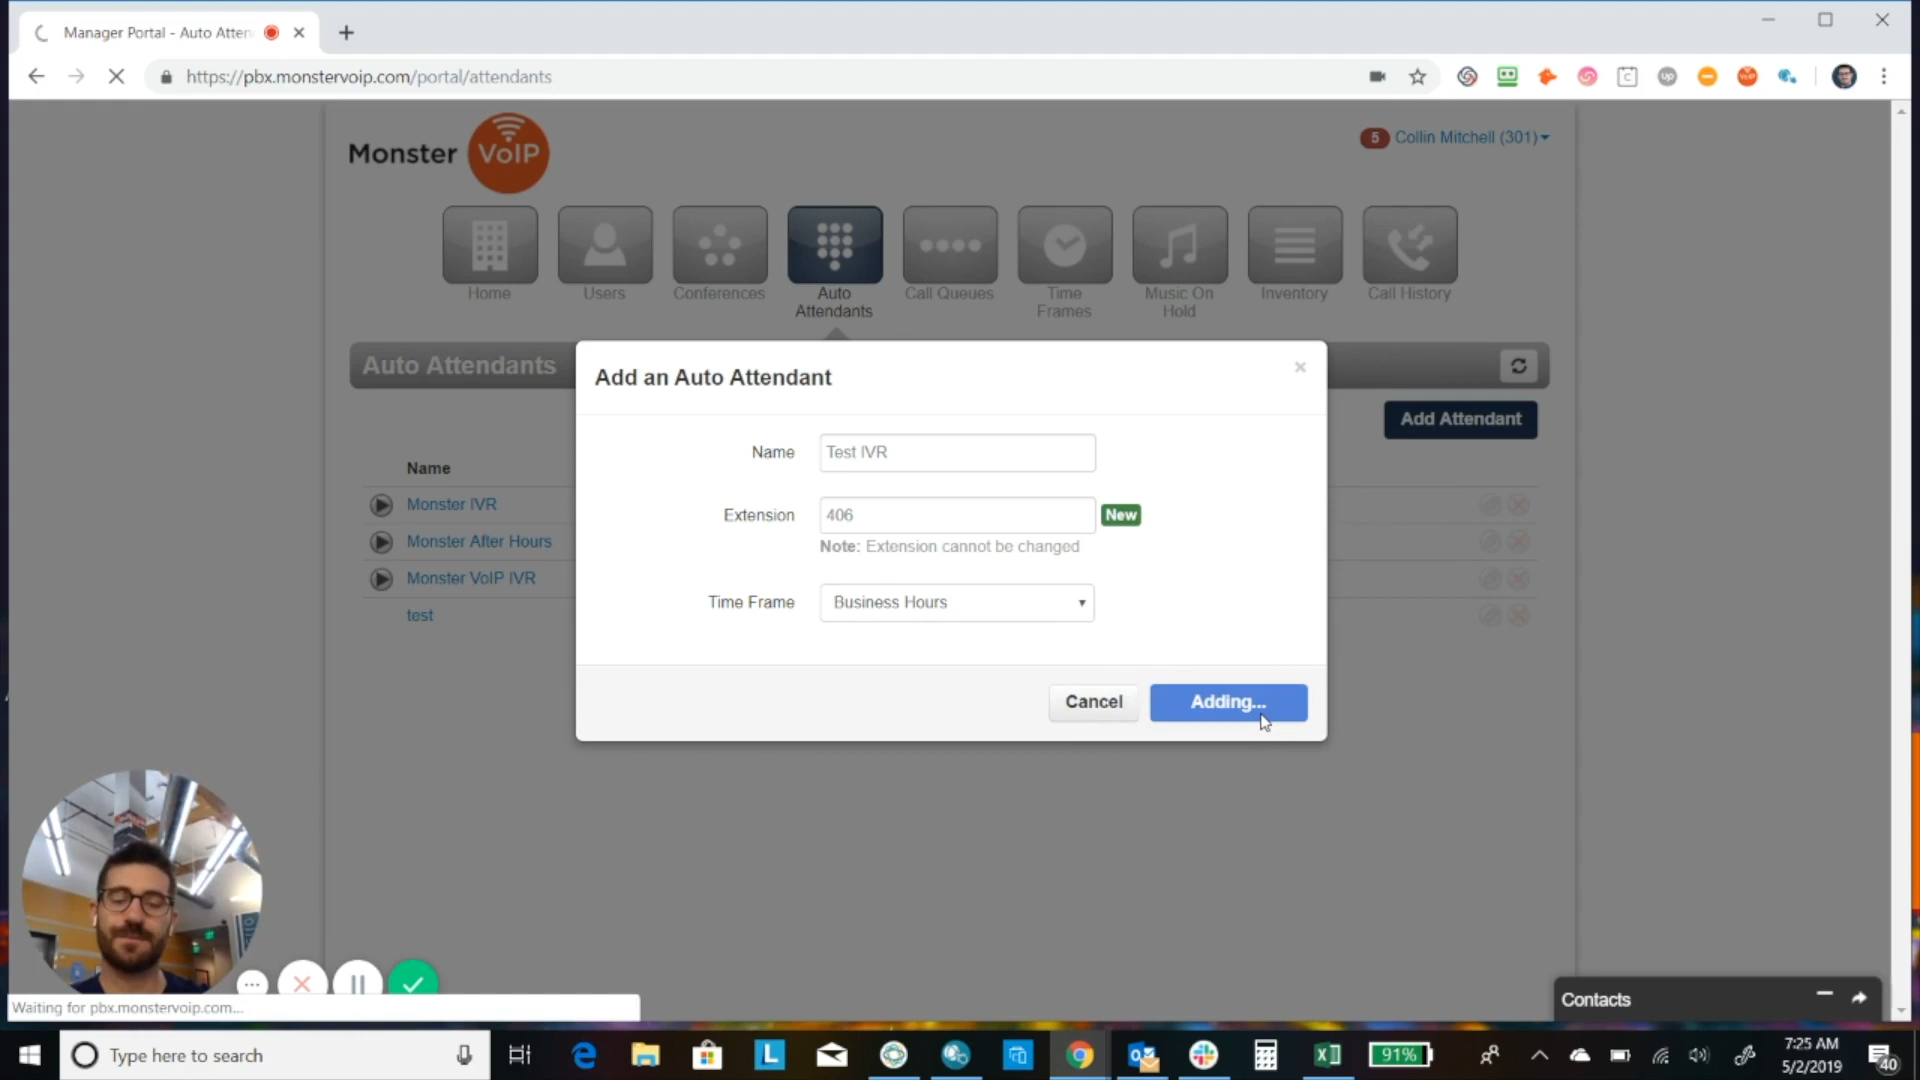 Manager Portal - Auto Atten
https://pbx.monstervoip.com/portal/attendants
Monster VoIP
5 Collin Mitchell (301)
Home
Users
Conferences
Auto Attendants
Call Queues
Time Frames
Music On Hold
Inventory
Call History
Auto Attendants
Add Attendant
Name
Monster IVR
Monster After Hours
Monster VoIP IVR
test
Add an Auto Attendant
Name Test IVR
Extension 406 New
Note: Extension cannot be changed
Time Frame Business Hours
Cancel
Adding...
Waiting for pbx.monstervoip.com...
Contacts
Type here to search
91%
7:25 AM
5/2/2019
40